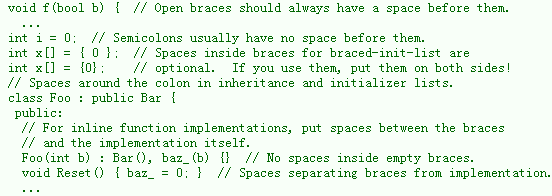 void f(bool b) {  // Open braces should always have a space before them.
  ...
int i = 0;  // Semicolons usually have no space before them.
int x[] = { 0 };  // Spaces inside braces for braced-init-list are
int x[] = {0};    // optional.  If you use them, put them on both sides!
// Spaces around the colon in inheritance and initializer lists.
class Foo : public Bar {
 public:
  // For inline function implementations, put spaces between the braces
  // and the implementation itself.
  Foo(int b) : Bar(), baz_(b) {}  // No spaces inside empty braces.
  void Reset() { baz_ = 0; }  // Spaces separating braces from implementation.
  ...